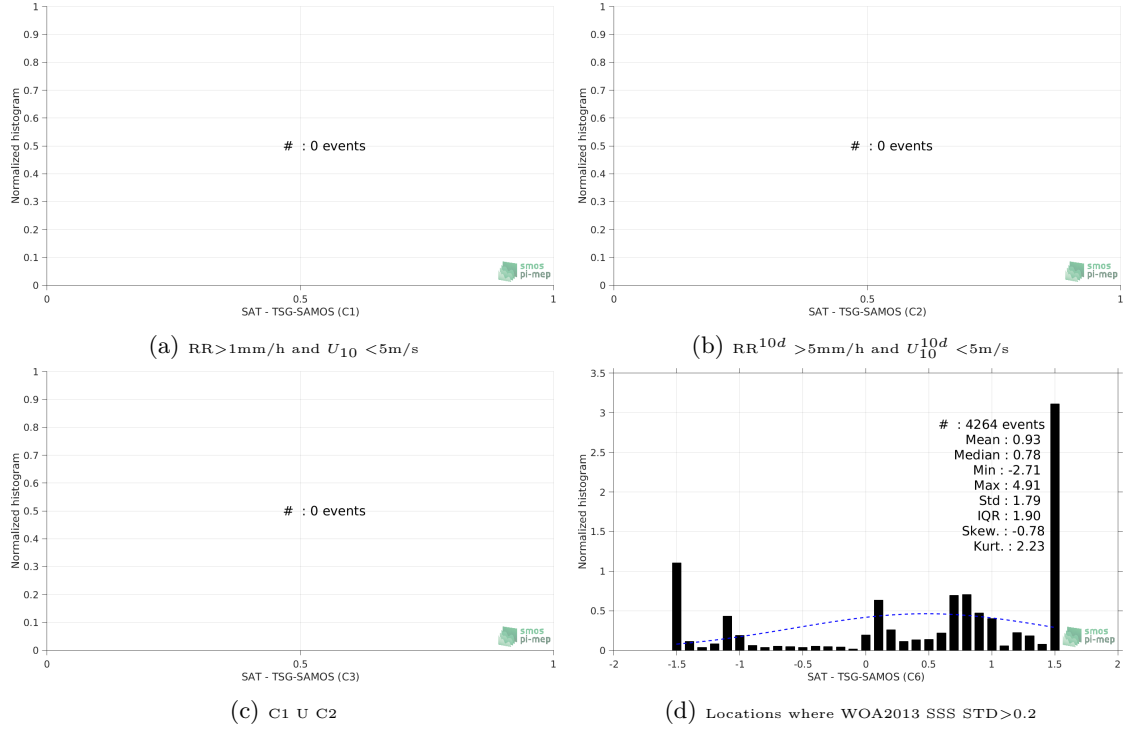 1
0.9
0.8
0.7
0.6
0.5
0.4
0.3
0.2
0.1
0
Normalized histogram
# : 0 events
smos
pi-mep
0 0.5 1
SAT - TSG-SAMOS (C1)
(a) RR>1mm/h and U10 <5m/s
1
0.9
0.8
0.7
0.6
0.5
0.4
0.3
0.2
0.1
0
Normalized histogram
# : 0 events
smos
pi-mep
0 0.5 1
SAT - TSG-SAMOS (C2)
(b) RR10d >5mm/h and U10d10 <5m/s
1
0.9
0.8
0.7
0.6
0.5
0.4
0.3
0.2
0.1
0
Normalized histogram
# : 0 events
smos
pi-mep
0 0.5 1
SAT - TSG-SAMOS (C3)
(c) C1 U C2
3.5
3
2.5
2
1.5
1
0.5
0
Normalized histogram
# : 4264 events
Mean : 0.93
Median : 0.78
Min : -2.71
Max : 4.91
Std : 1.79
IQR : 1.90
Skew. : -0.78
Kurt. : 2.23
smos
pi-mep
-2 -1.5 -1 -0.5 0 0.5 1 1.5 2
SAT - TSG-SAMOS (C6)
(d) Locations where WOA2013 SSS STD>0.2